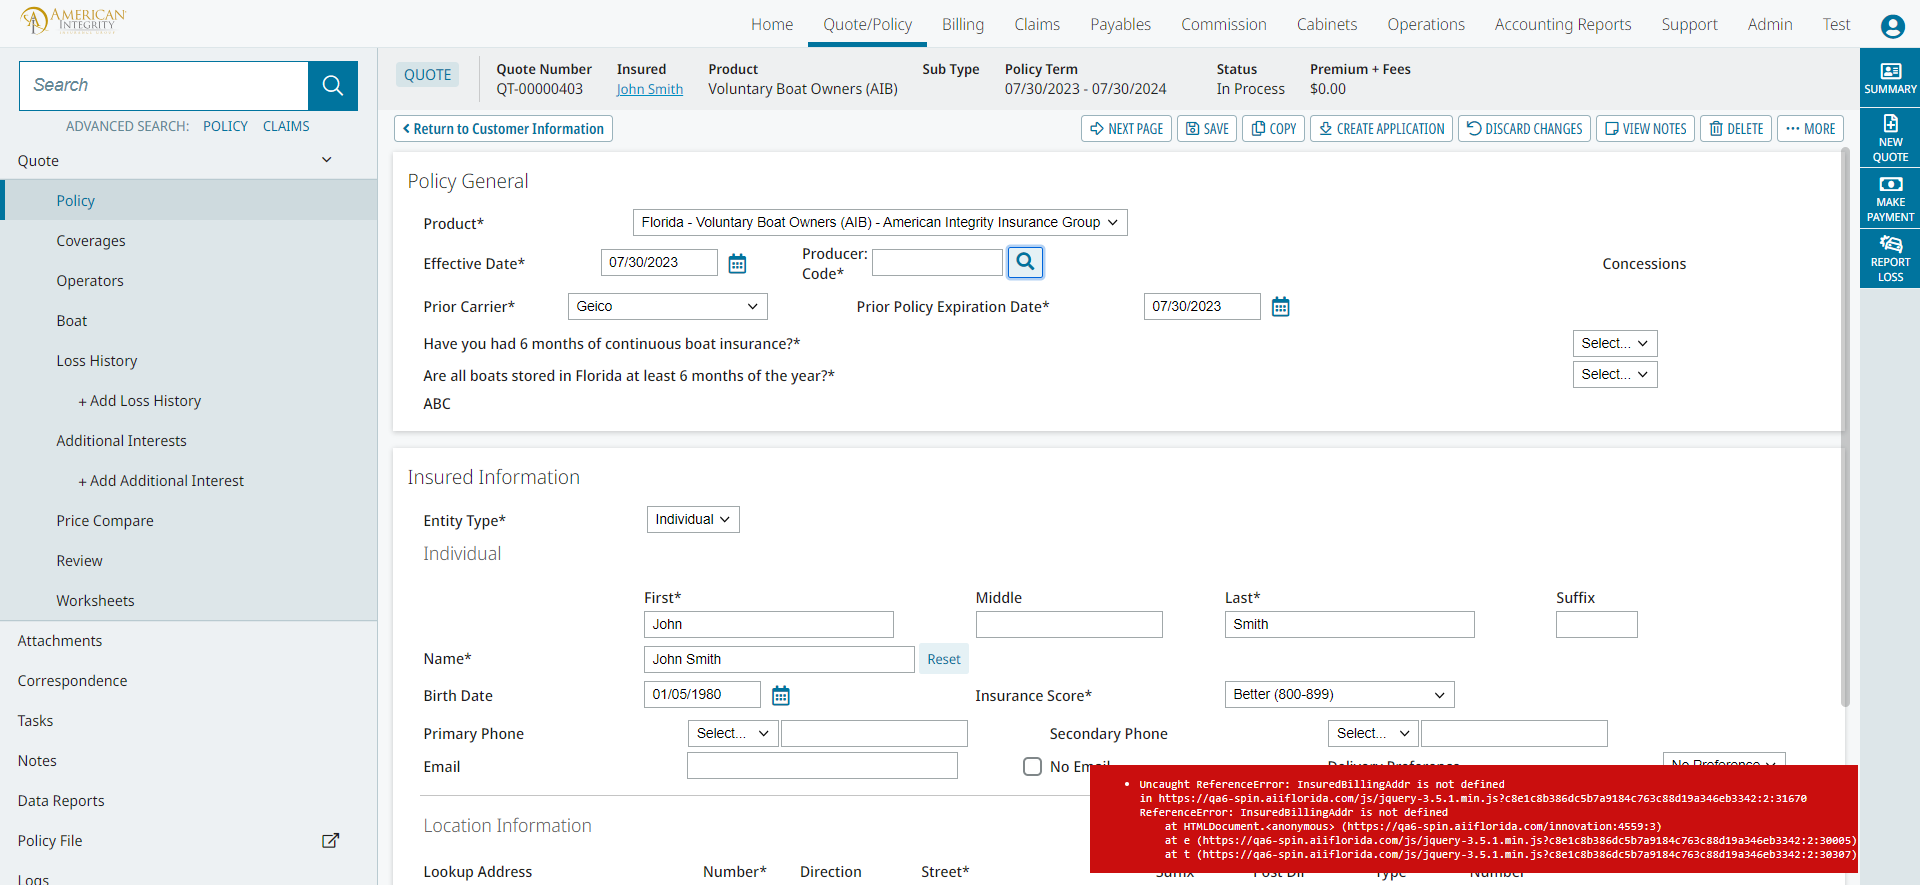 AMERICAN
INTEGRITY
Home Quote/Policy Billing Claims Payables Commission Cabinets Operations Accounting Reports Support Admin Test
Search
ADVANCED SEARCH: POLICY CLAIMS
Quote
Policy
Coverages
Operators
Boat
Loss History
+ Add Loss History
Additional Interests
+ Add Additional Interest
Price Compare
Review
Worksheets
Attachments
Correspondence
Tasks
Notes
Data Reports
Policy File
Logs
QUOTE
Quote Number Insured Product Sub Type Policy Term Status Premium + Fees
QT-00000403 John Smith Voluntary Boat Owners (AIB) 07/30/2023 - 07/30/2024 In Process $0.00
Return to Customer Information NEXT PAGE SAVE COPY CREATE APPLICATION DISCARD CHANGES VIEW NOTES DELETE MORE
SUMMARY
NEW
QUOTE
MAKE
PAYMENT
REPORT
LOSS
Policy General
Product* Florida - Voluntary Boat Owners (AIB) - American Integrity Insurance Group
Effective Date* 07/30/2023 Producer:
Code* Concessions
Prior Carrier* Geico Prior Policy Expiration Date* 07/30/2023
Have you had 6 months of continuous boat insurance?* Select...
Are all boats stored in Florida at least 6 months of the year?* Select...
ABC
Insured Information
Entity Type* Individual
Individual
First* Middle Last* Suffix
John Smith
Name* John Smith Reset
Birth Date 01/05/1980 Insurance Score* Better (800-899)
Primary Phone Select... Secondary Phone Select...
Email No Email Delivery Preference No Preference
Location Information
Lookup Address Number* Direction Street* Suffix Post Dir Type Number
Uncaught ReferenceError: InsuredBillingAddr is not defined
in https://qa6-spin.aiiflorida.com/js/jquery-3.5.1.min.js?c8e1c8b386dc5b7a9184c763c88d19a346eb3342:2:31670
ReferenceError: InsuredBillingAddr is not defined
at HTMLDocument.<anonymous> (https://qa6-spin.aiiflorida.com/innovation:4559:3)
at e (https://qa6-spin.aiiflorida.com/js/jquery-3.5.1.min.js?c8e1c8b386dc5b7a9184c763c88d19a346eb3342:2:30005)
at t (https://qa6-spin.aiiflorida.com/js/jquery-3.5.1.min.js?c8e1c8b386dc5b7a9184c763c88d19a346eb3342:2:30307)